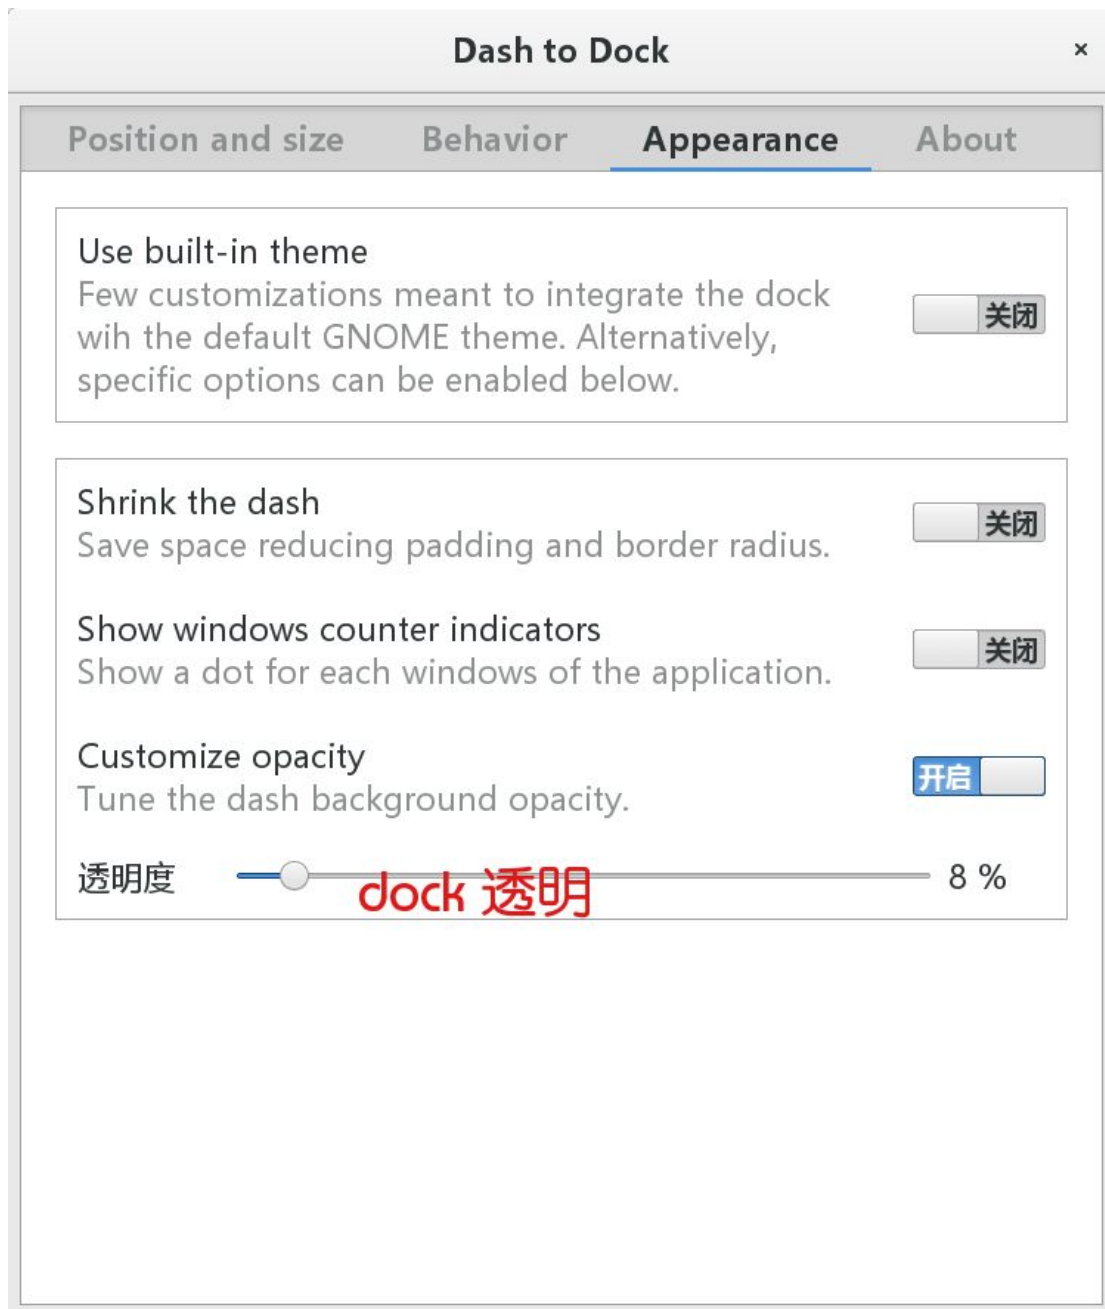 Dash to Dock ×
Position and size Behavior Appearance About
Use built-in theme
Few customizations meant to integrate the dock
wih the default GNOME theme. Alternatively,
specific options can be enabled below.
关闭
Shrink the dash
Save space reducing padding and border radius.
关闭
Show windows counter indicators
Show a dot for each windows of the application.
关闭
Customize opacity
Tune the dash background opacity.
开启
透明度 8 %
dock 透明